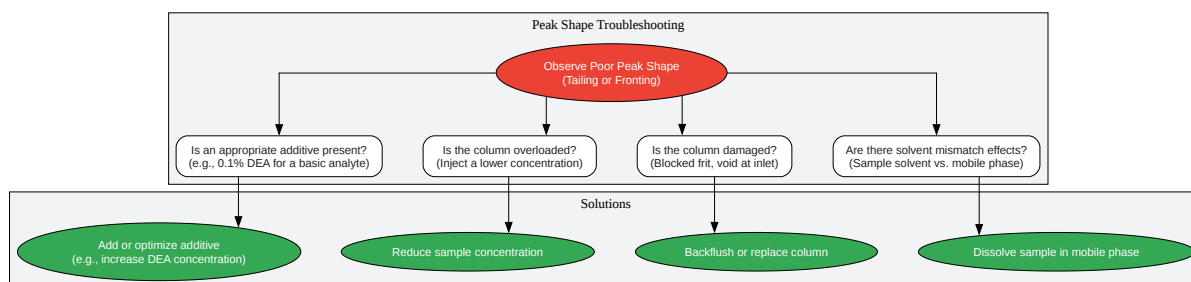 Peak Shape Troubleshooting
Observe Poor Peak Shape
(Tailing or Fronting)
Is an appropriate additive present?
(e.g., 0.1% DEA for a basic analyte)
Is the column overloaded?
(Inject a lower concentration)
Is the column damaged?
(Blocked frit, void at inlet)
Are there solvent mismatch effects?
(Sample solvent vs. mobile phase)
Solutions
Add or optimize additive
(e.g., increase DEA concentration)
Reduce sample concentration
Backflush or replace column
Dissolve sample in mobile phase